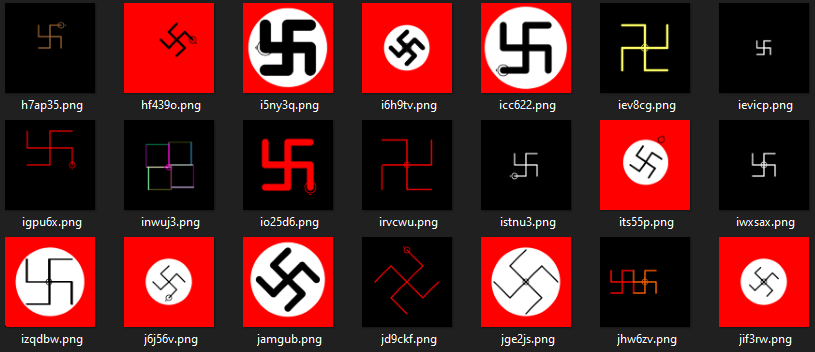 h7ap35.png hf439o.png i5ny3q.png i6h9tv.png icc622.png iev8cg.png ievicp.png
igpu6x.png inwuj3.png io25d6.png irvcwu.png istnu3.png its55p.png iwxsax.png
izqdbw.png j6j56v.png jamgub.png jd9ckf.png jge2js.png jhw6zv.png jif3rw.png